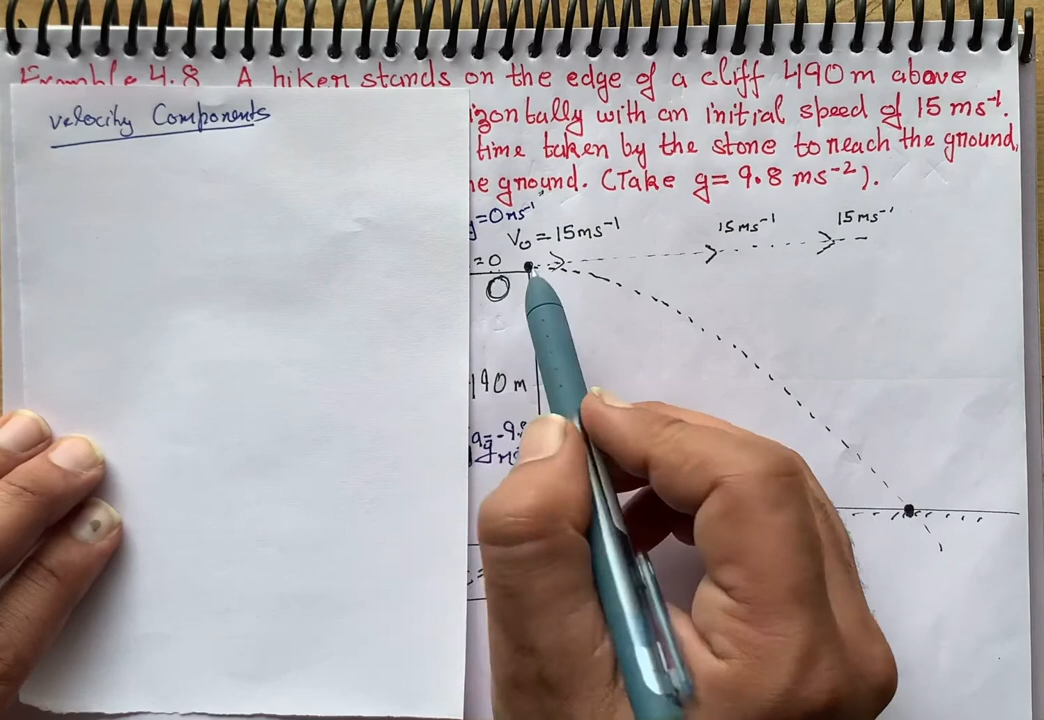 Example 4.8 A hiker stands on the edge of a cliff 490 m above
izontally with an initial speed of 15 ms⁻¹.
time taken by the stone to reach the ground,
e ground. (Take g = 9.8 ms⁻²).
velocity Components
=0ms⁻¹
V₀ = 15ms⁻¹
15 ms⁻¹
15 ms⁻¹
=0
O
490 m